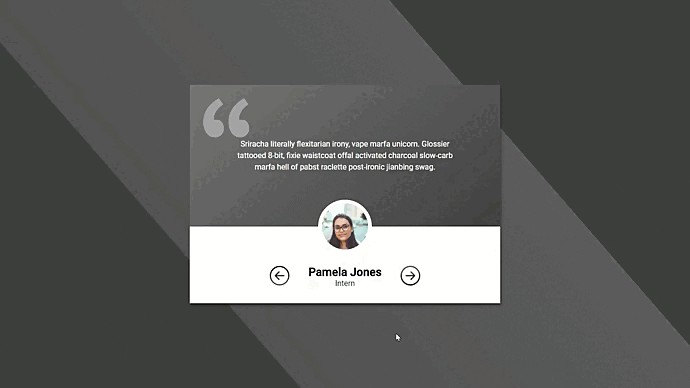 “
Sriracha literally flexitarian irony, vape marfa unicorn. Glossier
tattooed 8-bit, fixie waistcoat offal activated charcoal slow-carb
marfa hell of pabst raclette post-ironic jianbing swag.
Pamela Jones
Intern